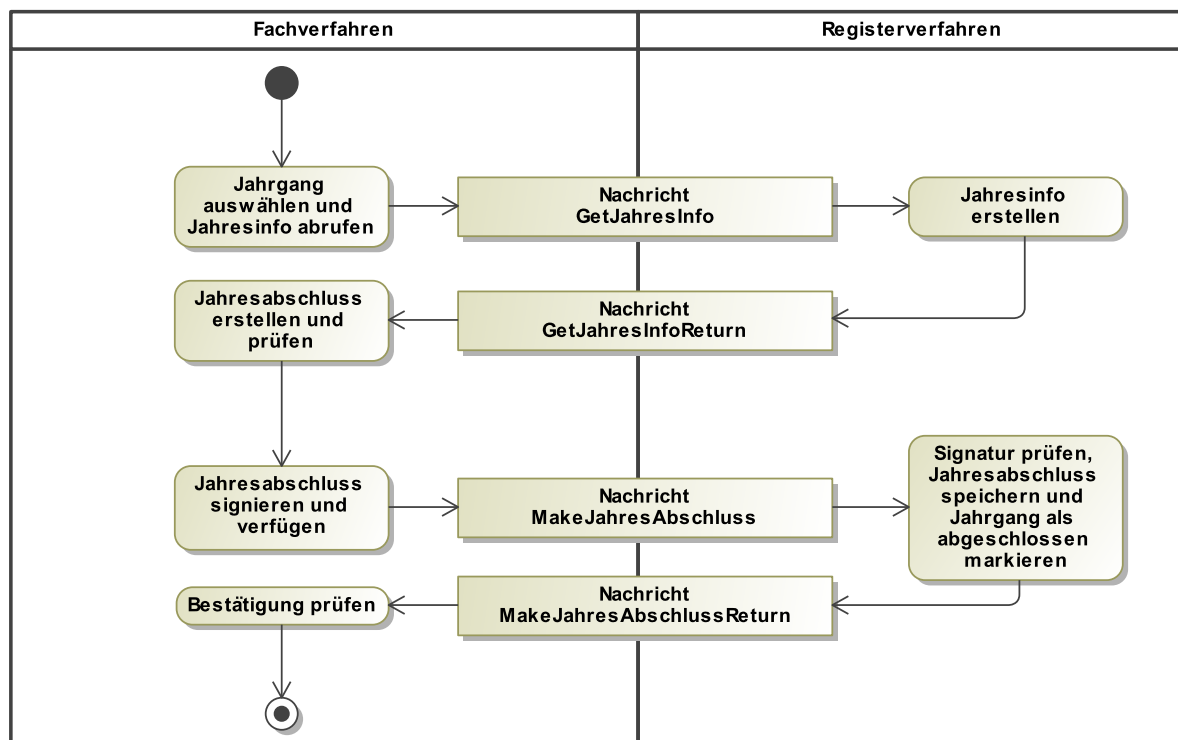 Fachverfahren
Registerverfahren
Jahrgang
auswählen und
Jahresinfo abrufen
Nachricht
GetJahresInfo
Jahresinfo
erstellen
Jahresabschluss
erstellen und
prüfen
Nachricht
GetJahresInfoReturn
Jahresabschluss
signieren und
verfügen
Nachricht
MakeJahresAbschluss
Signatur prüfen,
Jahresabschluss
speichern und
Jahrgang als
abgeschlossen
markieren
Bestätigung prüfen
Nachricht
MakeJahresAbschlussReturn